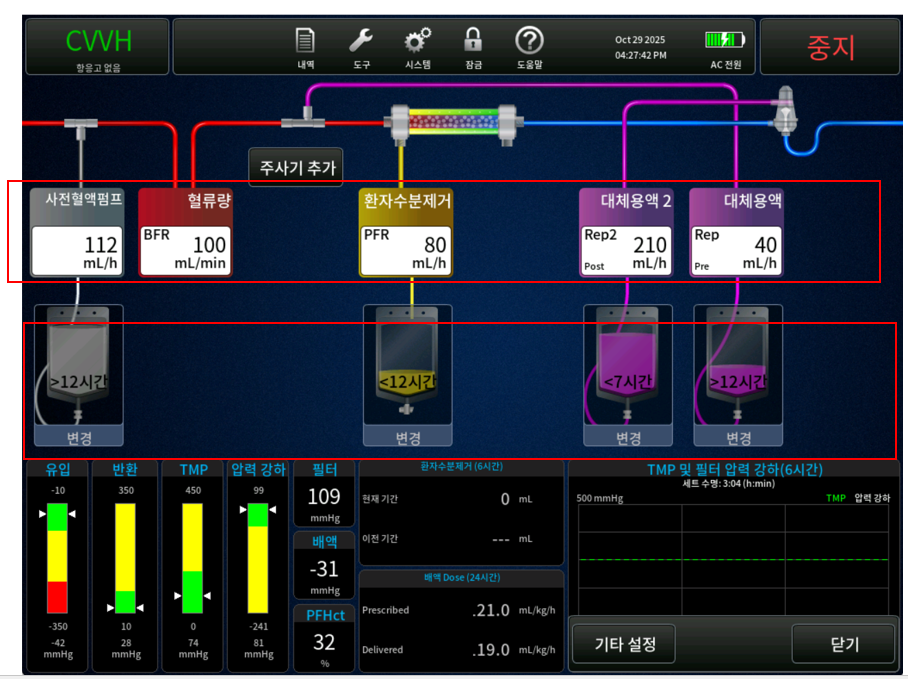 CVVH
항응고 없음
내역
도구
시스템
잠금
도움말
Oct 29 2025
04:27:42 PM
AC 전원
중지
주사기 추가
사전혈액펌프
112
mL/h
혈류량
BFR
100
mL/min
환자수분제거
PFR
80
mL/h
대체용액 2
Rep2
210
Post
mL/h
대체용액
Rep
40
Pre
mL/h
>12시간
변경
<12시간
변경
<7시간
변경
>12시간
변경
유입
-10
-350
-42
mmHg
반환
350
10
28
mmHg
TMP
450
0
74
mmHg
압력 강하
99
-241
81
mmHg
필터
109
mmHg
배액
-31
mmHg
PFHct
32
%
환자수분제거 (6시간)
현재 기간 0 mL
이전 기간 --- mL
배액 Dose (24시간)
Prescribed .21.0 mL/kg/h
Delivered .19.0 mL/kg/h
TMP 및 필터 압력 강하(6시간)
세트 수명: 3:04 (h:min)
500 mmHg
TMP 압력 강하
기타 설정
닫기